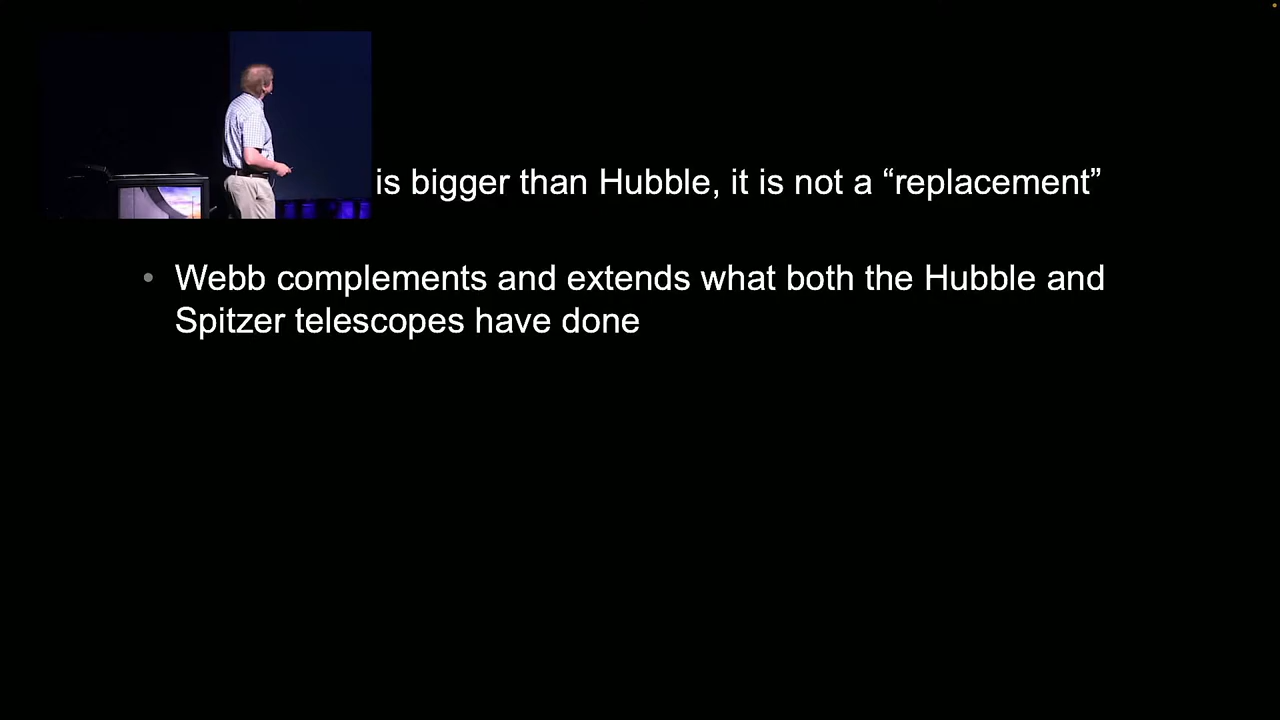 is bigger than Hubble, it is not a “replacement”
• Webb complements and extends what both the Hubble and
Spitzer telescopes have done